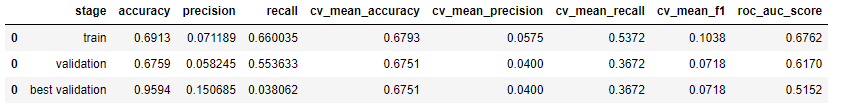 stage accuracy precision recall cv_mean_accuracy cv_mean_precision cv_mean_recall cv_mean_f1 roc_auc_score
0 train 0.6913 0.071189 0.660035 0.6793 0.0575 0.5372 0.1038 0.6762
0 validation 0.6759 0.058245 0.553633 0.6751 0.0400 0.3672 0.0718 0.6170
0 best validation 0.9594 0.150685 0.038062 0.6751 0.0400 0.3672 0.0718 0.5152